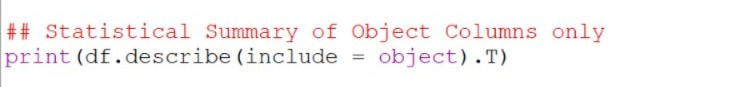 ## Statistical Summary of Object Columns only
print(df.describe(include = object).T)